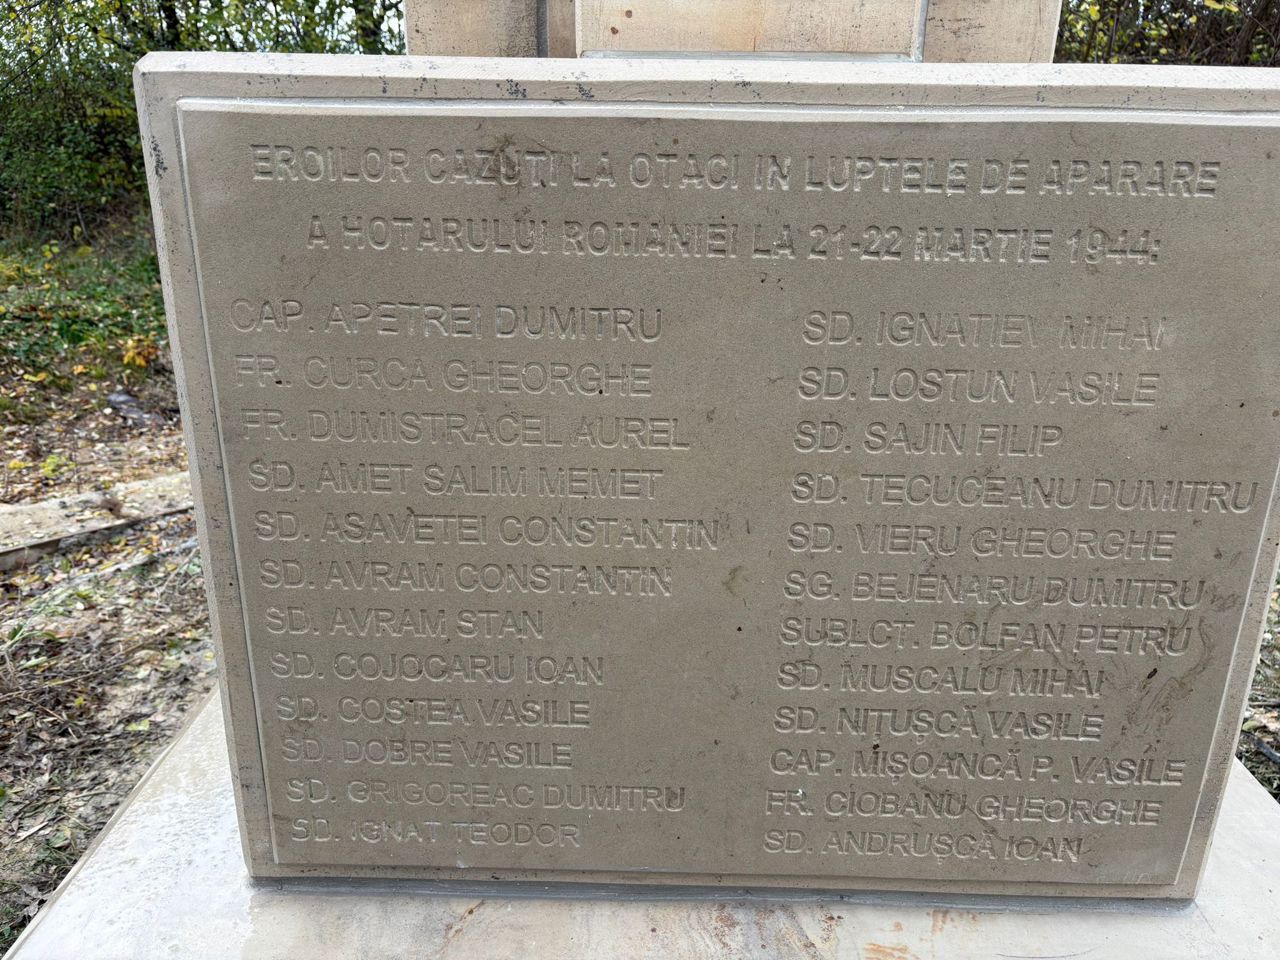 EROILOR CAZUȚI LA OTACI IN LUPTELE DE APARARE
A HOTARULUI ROMANIEI LA 21-22 MARTIE 1944:
CAP. APETREI DUMITRU
FR. CURCĂ GHEORGHE
FR. DUMISTRĂCEL AUREL
SD. AMET SALIM MEMET
SD. ASAVETEI CONSTANTIN
SD. AVRAM CONSTANTIN
SD. AVRAM STAN
SD. COJOCARU IOAN
SD. COSTEA VASILE
SD. DOBRE VASILE
SD. GRIGOREAC DUMITRU
SD. IGNAT TEODOR
SD. IGNATIEV MIHAI
SD. LOSTUN VASILE
SD. SAJIN FILIP
SD. TECUCEANU DUMITRU
SD. VIERU GHEORGHE
SG. BEJENARU DUMITRU
SUBLCT. BOLFAN PETRU
SD. MUSCALU MIHAI
SD. NIȚUȘCĂ VASILE
CAP. MIȘOANCĂ P. VASILE
FR. CIOBANU GHEORGHE
SD. ANDRUȘCĂ IOAN